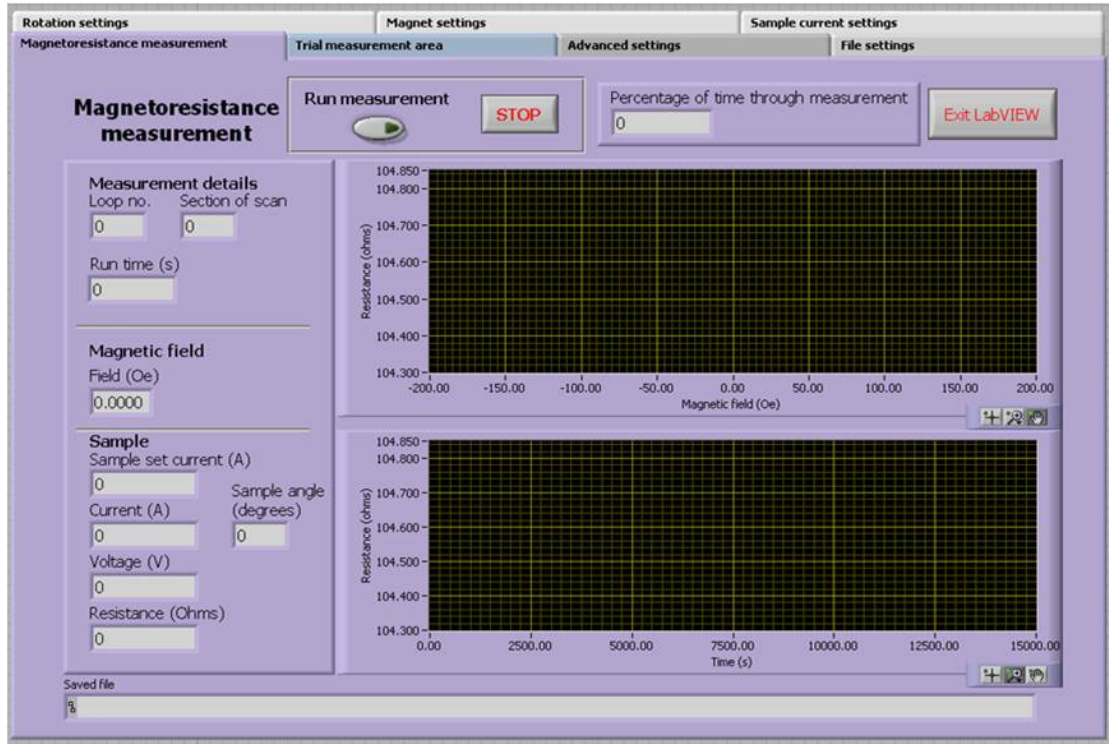 Rotation settings
Magnet settings
Sample current settings
Magnetoresistance measurement
Trial measurement area
Advanced settings
File settings
Magnetoresistance
measurement
Run measurement
STOP
Percentage of time through measurement
0
Exit LabVIEW
Measurement details
Loop no. Section of scan
0 0
Run time (s)
0
Magnetic field
Field (Oe)
0.0000
Sample
Sample set current (A)
0
Sample angle
(degrees)
0
Current (A)
0
Voltage (V)
0
Resistance (Ohms)
0
Resistance (ohms)
104.850
104.800
104.700
104.600
104.500
104.400
104.300
-200.00 -150.00 -100.00 -50.00 0.00 50.00 100.00 150.00 200.00
Magnetic field (Oe)
Resistance (ohms)
104.850
104.800
104.700
104.600
104.500
104.400
104.300
0.00 2500.00 5000.00 7500.00 10000.00 12500.00 15000.00
Time (s)
Saved file